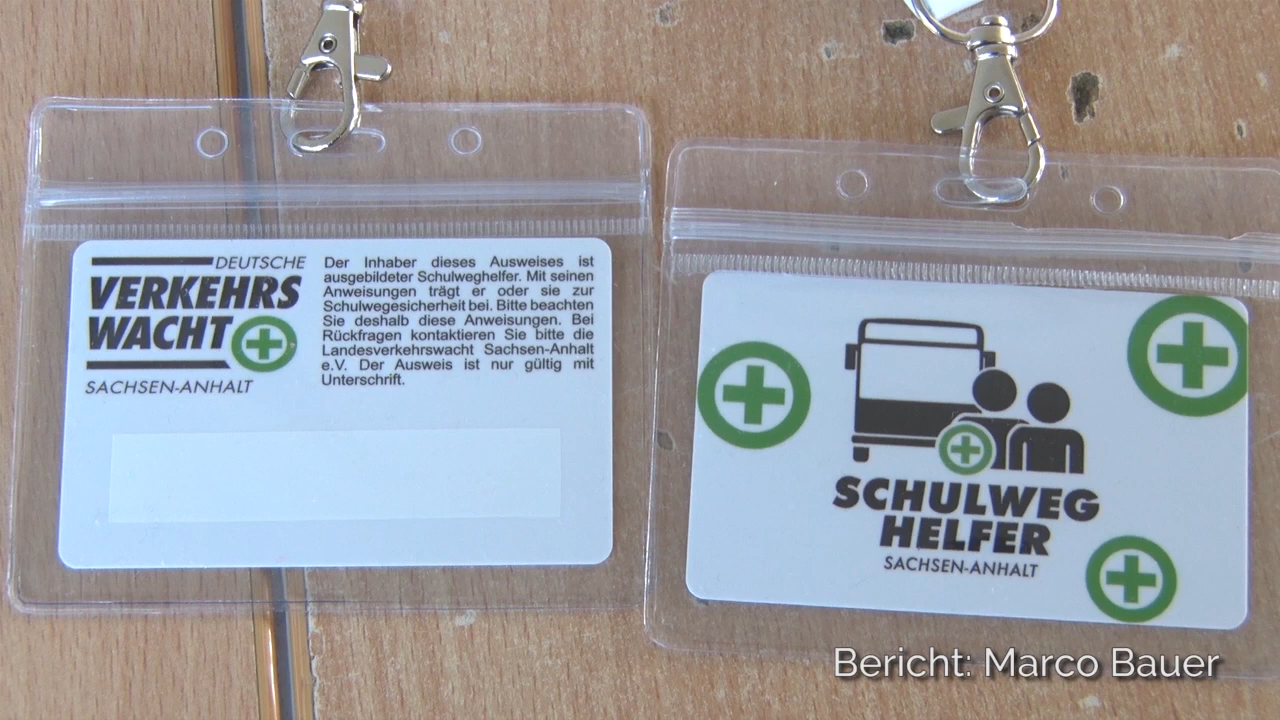 DEUTSCHE
VERKEHRS
WACHT
SACHSEN-ANHALT
Der Inhaber dieses Ausweises ist
ausgebildeter Schulweghelfer. Mit seinen
Anweisungen trägt er oder sie zur
Schulwegesicherheit bei. Bitte beachten
Sie deshalb diese Anweisungen. Bei
Rückfragen kontaktieren Sie bitte die
Landesverkehrswacht Sachsen-Anhalt
e.V. Der Ausweis ist nur gültig mit
Unterschrift.
SCHULWEG
HELFER
SACHSEN-ANHALT
Bericht: Marco Bauer